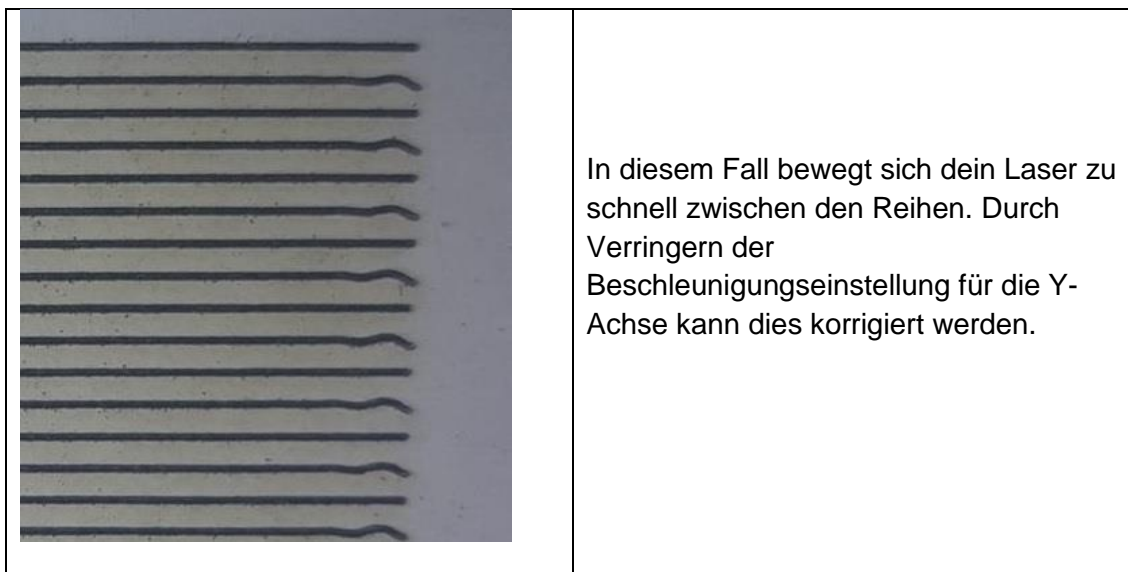 In diesem Fall bewegt sich dein Laser zu
schnell zwischen den Reihen. Durch
Verringern der
Beschleunigungseinstellung für die Y-
Achse kann dies korrigiert werden.